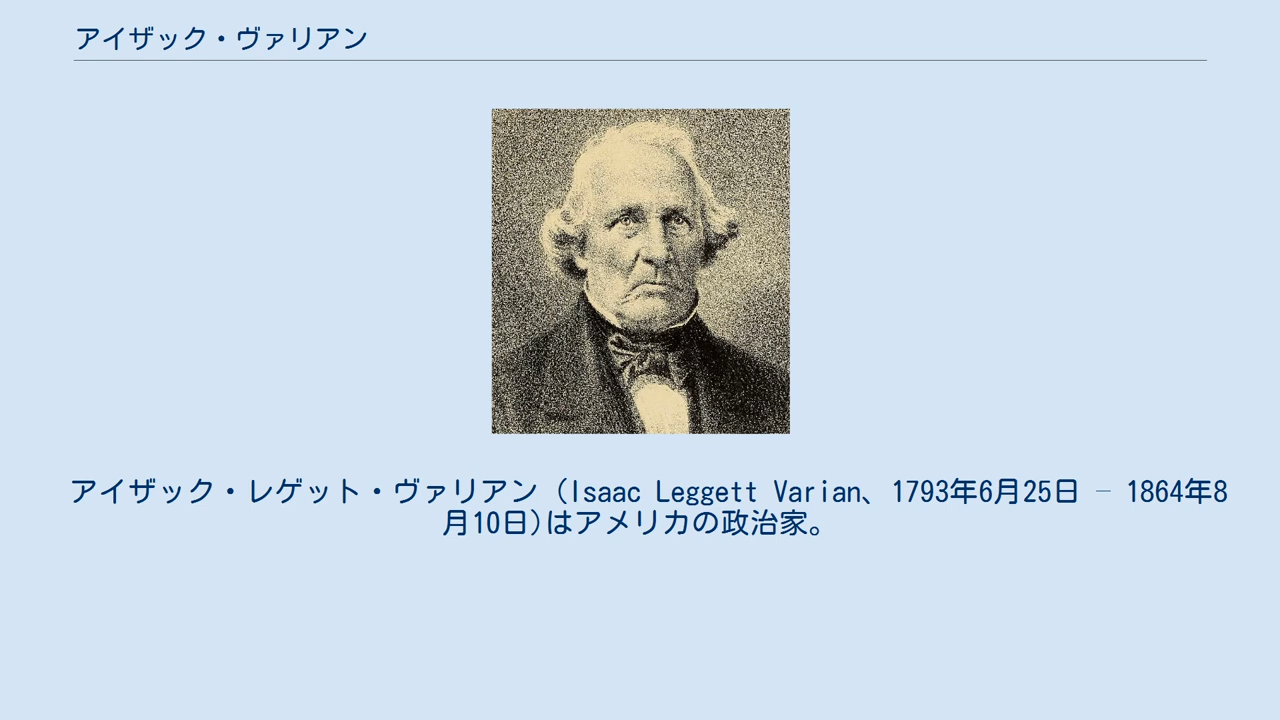 アイザック・ヴァリアン
アイザック・レゲット・ヴァリアン（Isaac Leggett Varian、1793年6月25日 – 1864年8
月10日)はアメリカの政治家。